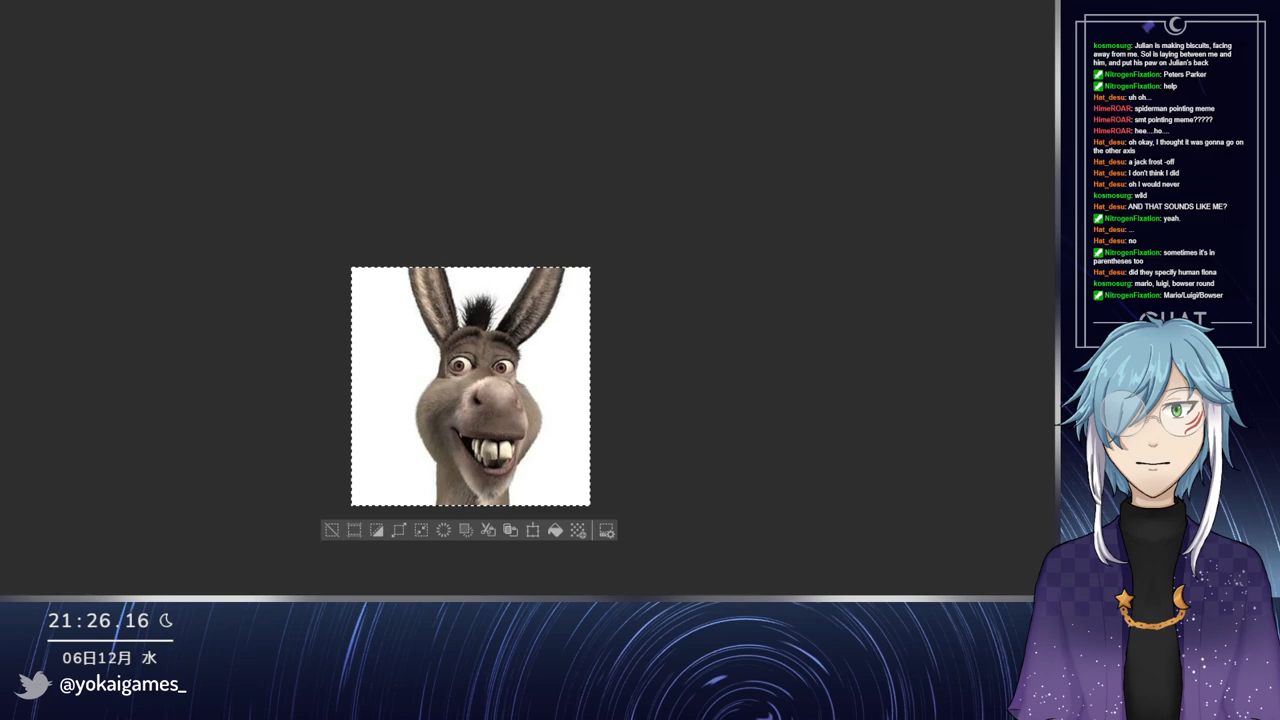 kosmosurg: Julian is making biscuits, facing
away from me. Sol is laying between me and
him, and put his paw on Julian's back
NitrogenFixation: Peters Parker
NitrogenFixation: help
Hat_desu: uh oh...
HimeROAR: spiderman pointing meme
HimeROAR: smt pointing meme?????
HimeROAR: hee....ho....
Hat_desu: oh okay, I thought it was gonna go on
the other axis
Hat_desu: a jack frost -off
Hat_desu: I don't think I did
Hat_desu: oh I would never
kosmosurg: wild
Hat_desu: AND THAT SOUNDS LIKE ME?
NitrogenFixation: yeah.
Hat_desu: ...
Hat_desu: no
NitrogenFixation: sometimes it's in
parentheses too
Hat_desu: did they specify human fiona
kosmosurg: mario, luigi, bowser round
NitrogenFixation: Mario/Luigi/Bowser
CHAT
21:26.16
06日12月 水
@yokaigames_